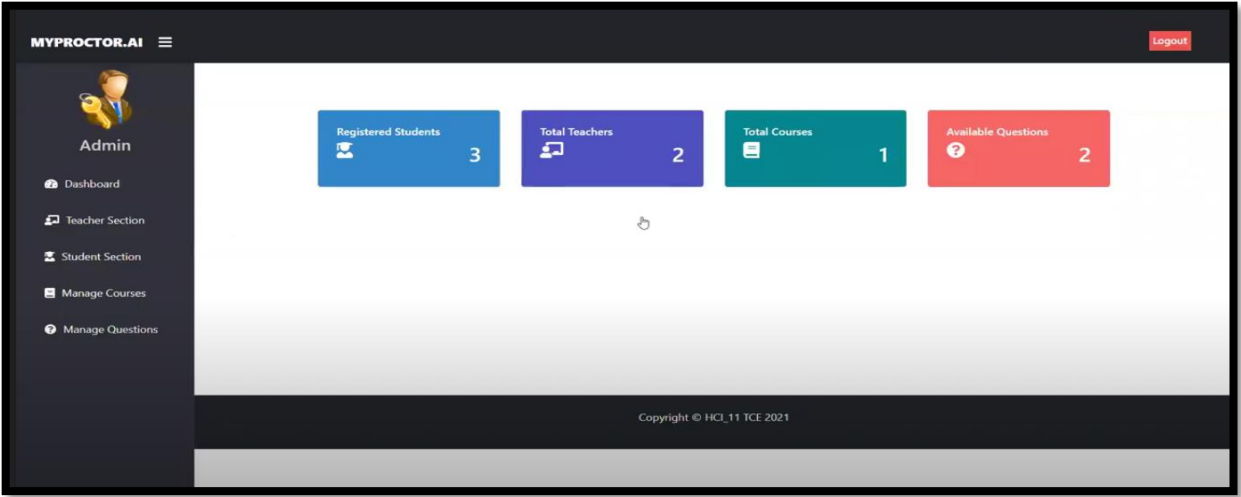 MYPROCTOR.AI
Logout
Admin
Dashboard
Teacher Section
Student Section
Manage Courses
Manage Questions
Registered Students
3
Total Teachers
2
Total Courses
1
Available Questions
2
Copyright © HCI_11 TCE 2021